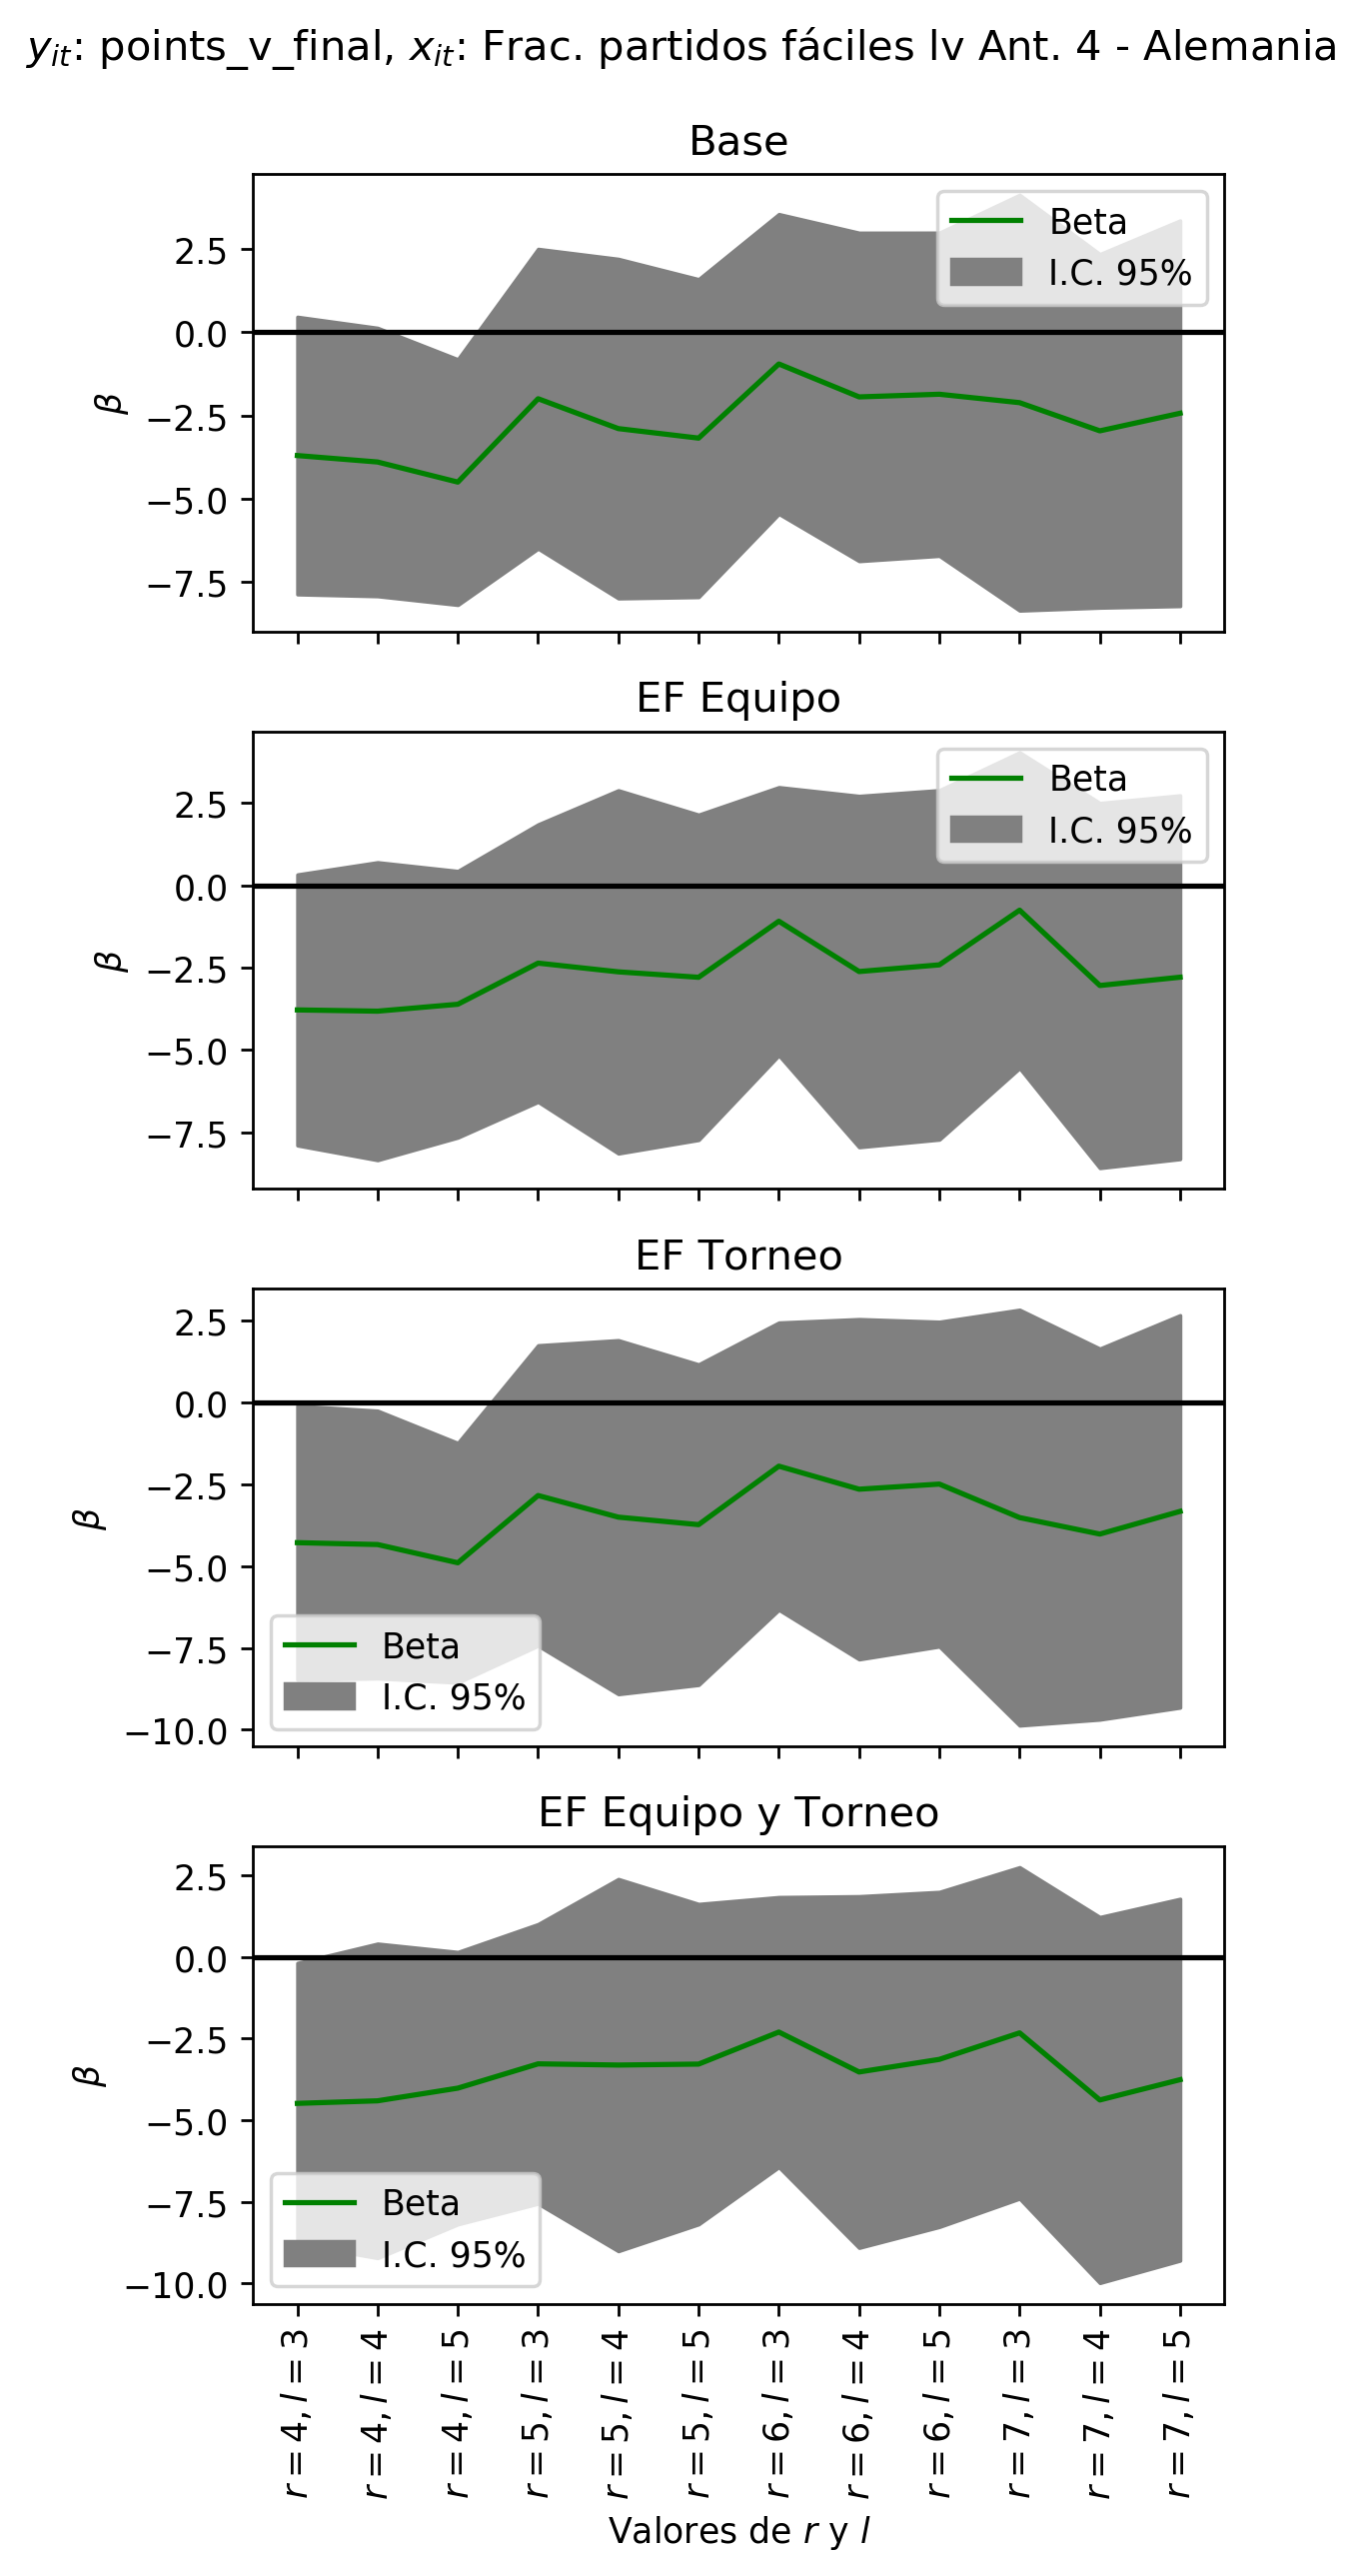 y_{it}: points_v_final, x_{it}: Frac. partidos fáciles lv Ant. 4 - Alemania
Base
Beta
I.C. 95%
2.5
0.0
−2.5
−5.0
−7.5
β
EF Equipo
Beta
I.C. 95%
2.5
0.0
−2.5
−5.0
−7.5
β
EF Torneo
2.5
0.0
−2.5
−5.0
−7.5
−10.0
β
Beta
I.C. 95%
EF Equipo y Torneo
2.5
0.0
−2.5
−5.0
−7.5
−10.0
β
Beta
I.C. 95%
r = 4, l = 3
r = 4, l = 4
r = 4, l = 5
r = 5, l = 3
r = 5, l = 4
r = 5, l = 5
r = 6, l = 3
r = 6, l = 4
r = 6, l = 5
r = 7, l = 3
r = 7, l = 4
r = 7, l = 5
Valores de r y l